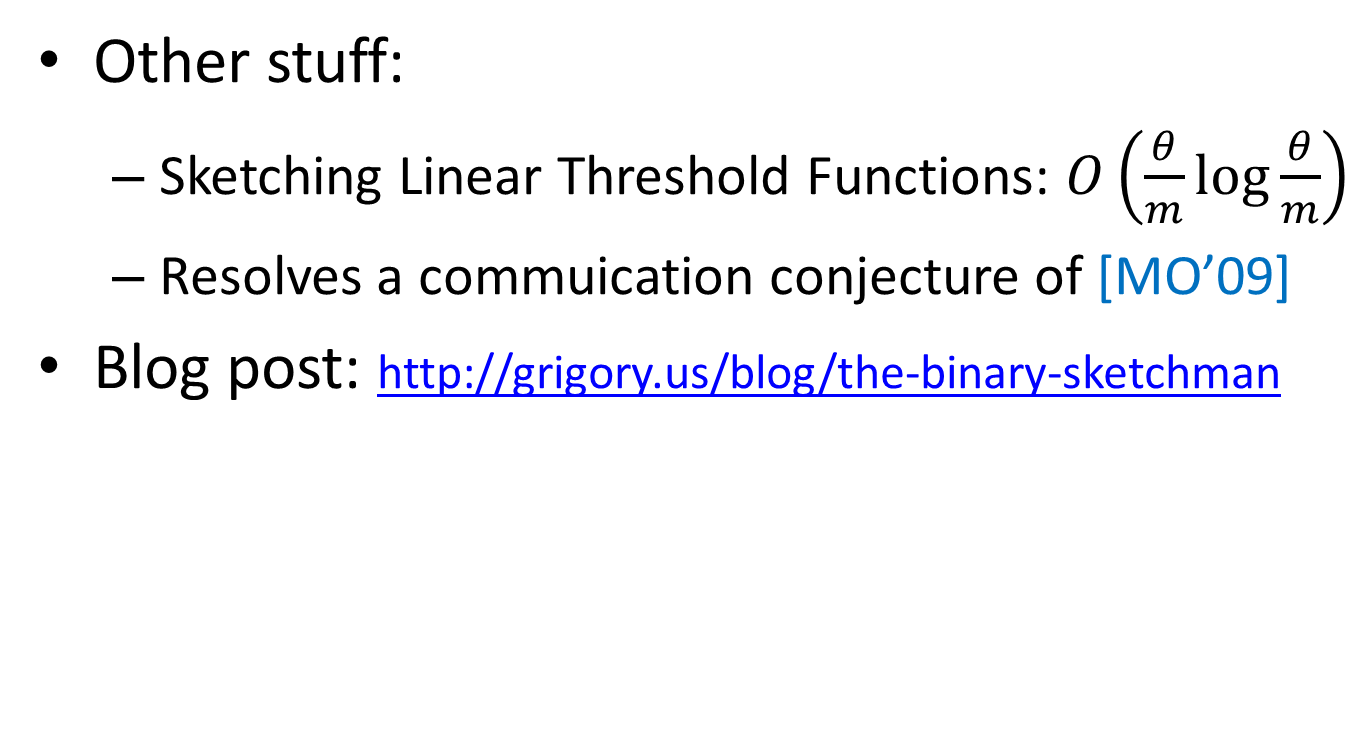 • Other stuff:
– Sketching Linear Threshold Functions: O(θ/m log θ/m)
– Resolves a commuication conjecture of [MO’09]
• Blog post: http://grigory.us/blog/the-binary-sketchman